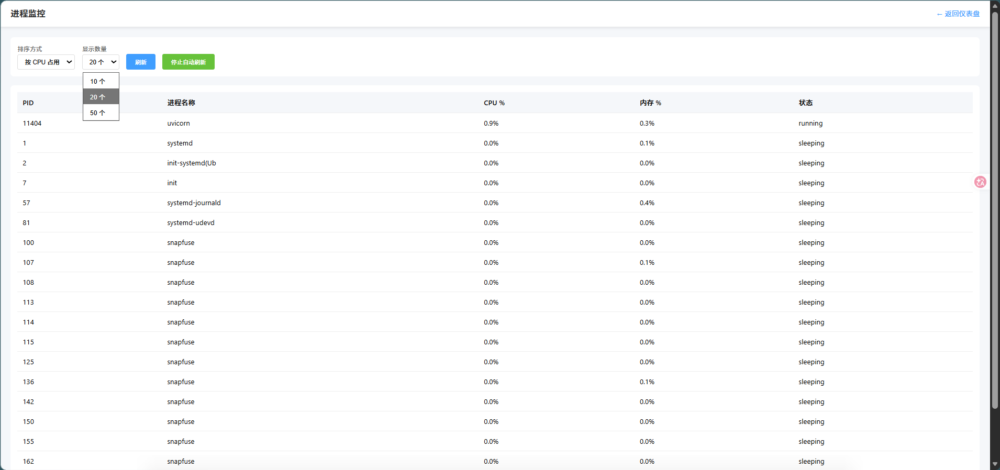 进程监控
← 返回仪表盘
排序方式 显示数量
按 CPU 占用 20 个 刷新 停止自动刷新
10 个
20 个
50 个
PID 进程名称 CPU % 内存 % 状态
11404 uvicorn 0.9% 0.3% running
1 systemd 0.0% 0.1% sleeping
2 init-systemd(Ub 0.0% 0.0% sleeping
7 init 0.0% 0.0% sleeping
57 systemd-journald 0.0% 0.4% sleeping
81 systemd-udevd 0.0% 0.0% sleeping
100 snapfuse 0.0% 0.0% sleeping
107 snapfuse 0.0% 0.1% sleeping
108 snapfuse 0.0% 0.0% sleeping
113 snapfuse 0.0% 0.0% sleeping
114 snapfuse 0.0% 0.0% sleeping
115 snapfuse 0.0% 0.0% sleeping
125 snapfuse 0.0% 0.0% sleeping
136 snapfuse 0.0% 0.1% sleeping
142 snapfuse 0.0% 0.0% sleeping
150 snapfuse 0.0% 0.0% sleeping
155 snapfuse 0.0% 0.0% sleeping
162 snapfuse 0.0% 0.0% sleeping